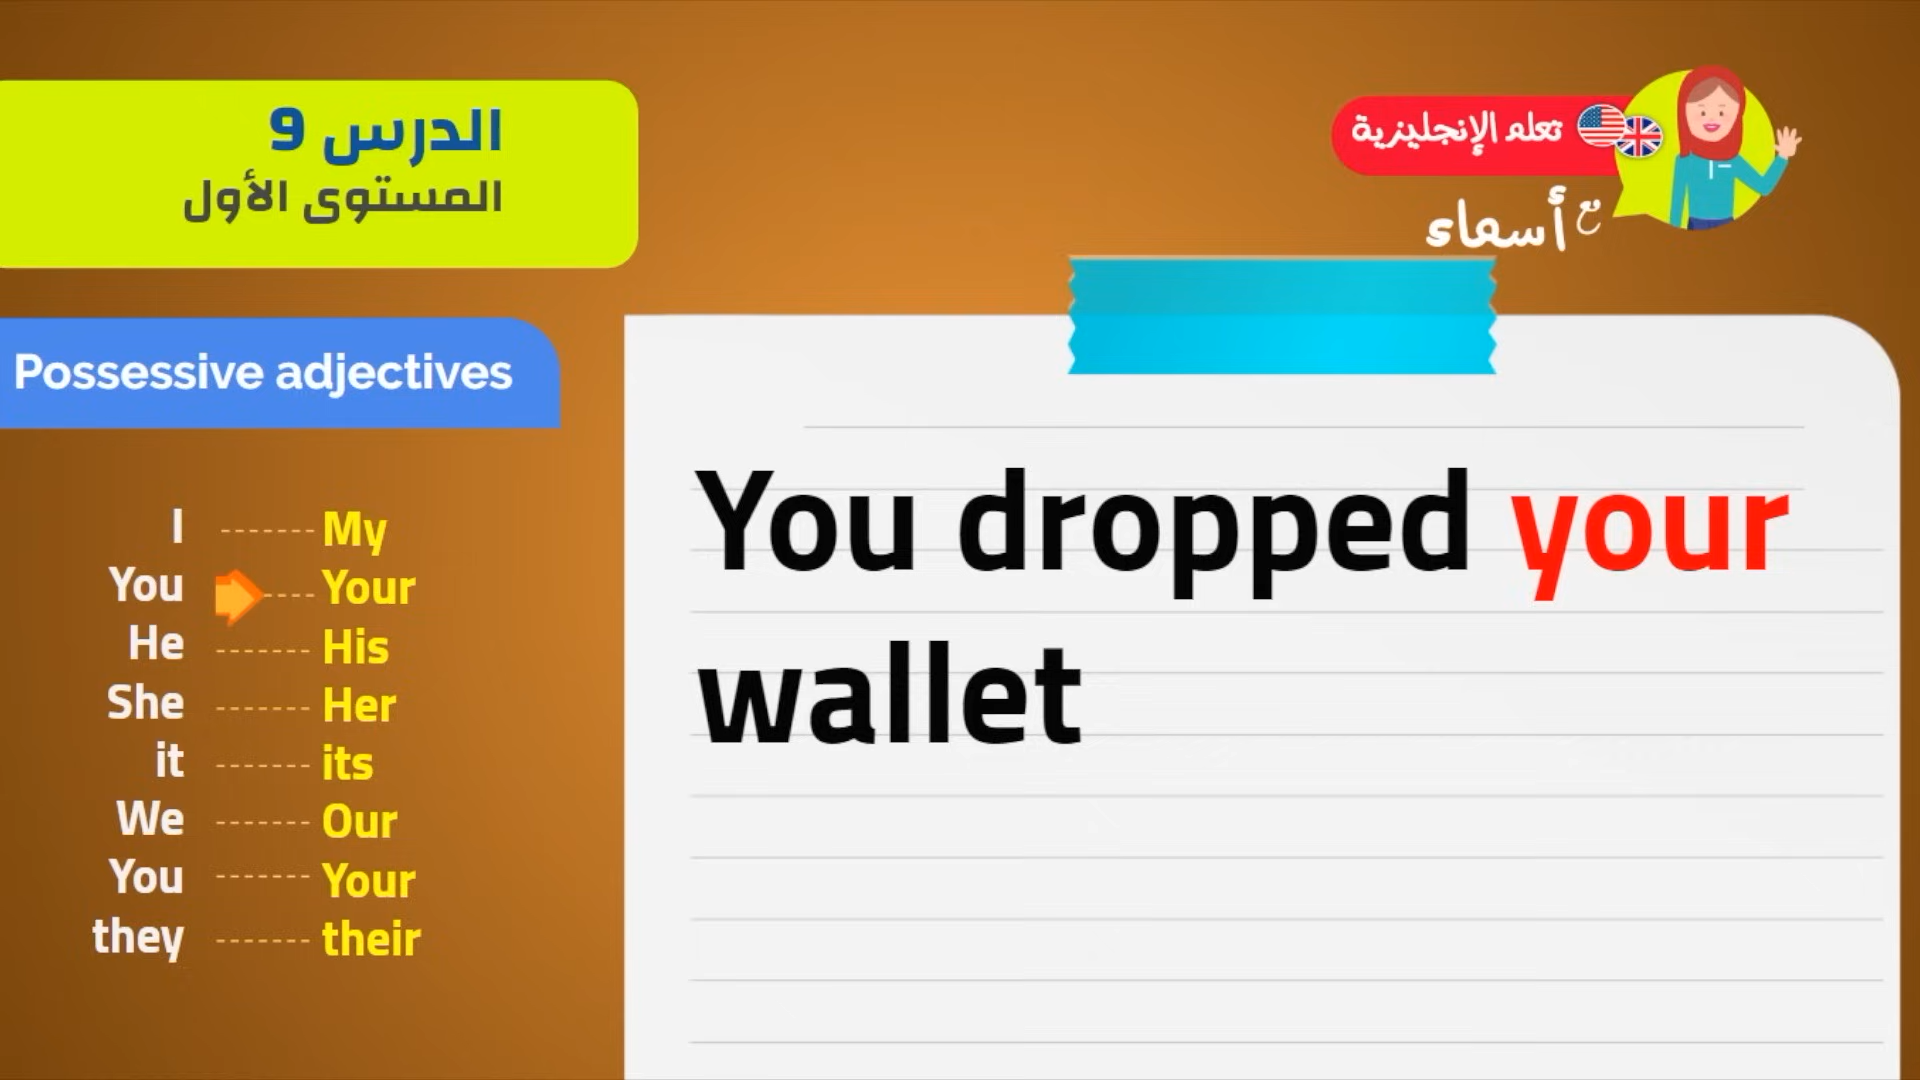 الدرس 9
المستوى الأول
تعلم الإنجليزية
مع أسماء
Possessive adjectives
I ------- My
You ---- Your
He ------- His
She ------- Her
it ------- its
We ------- Our
You ------- Your
they ------- their
You dropped your
wallet